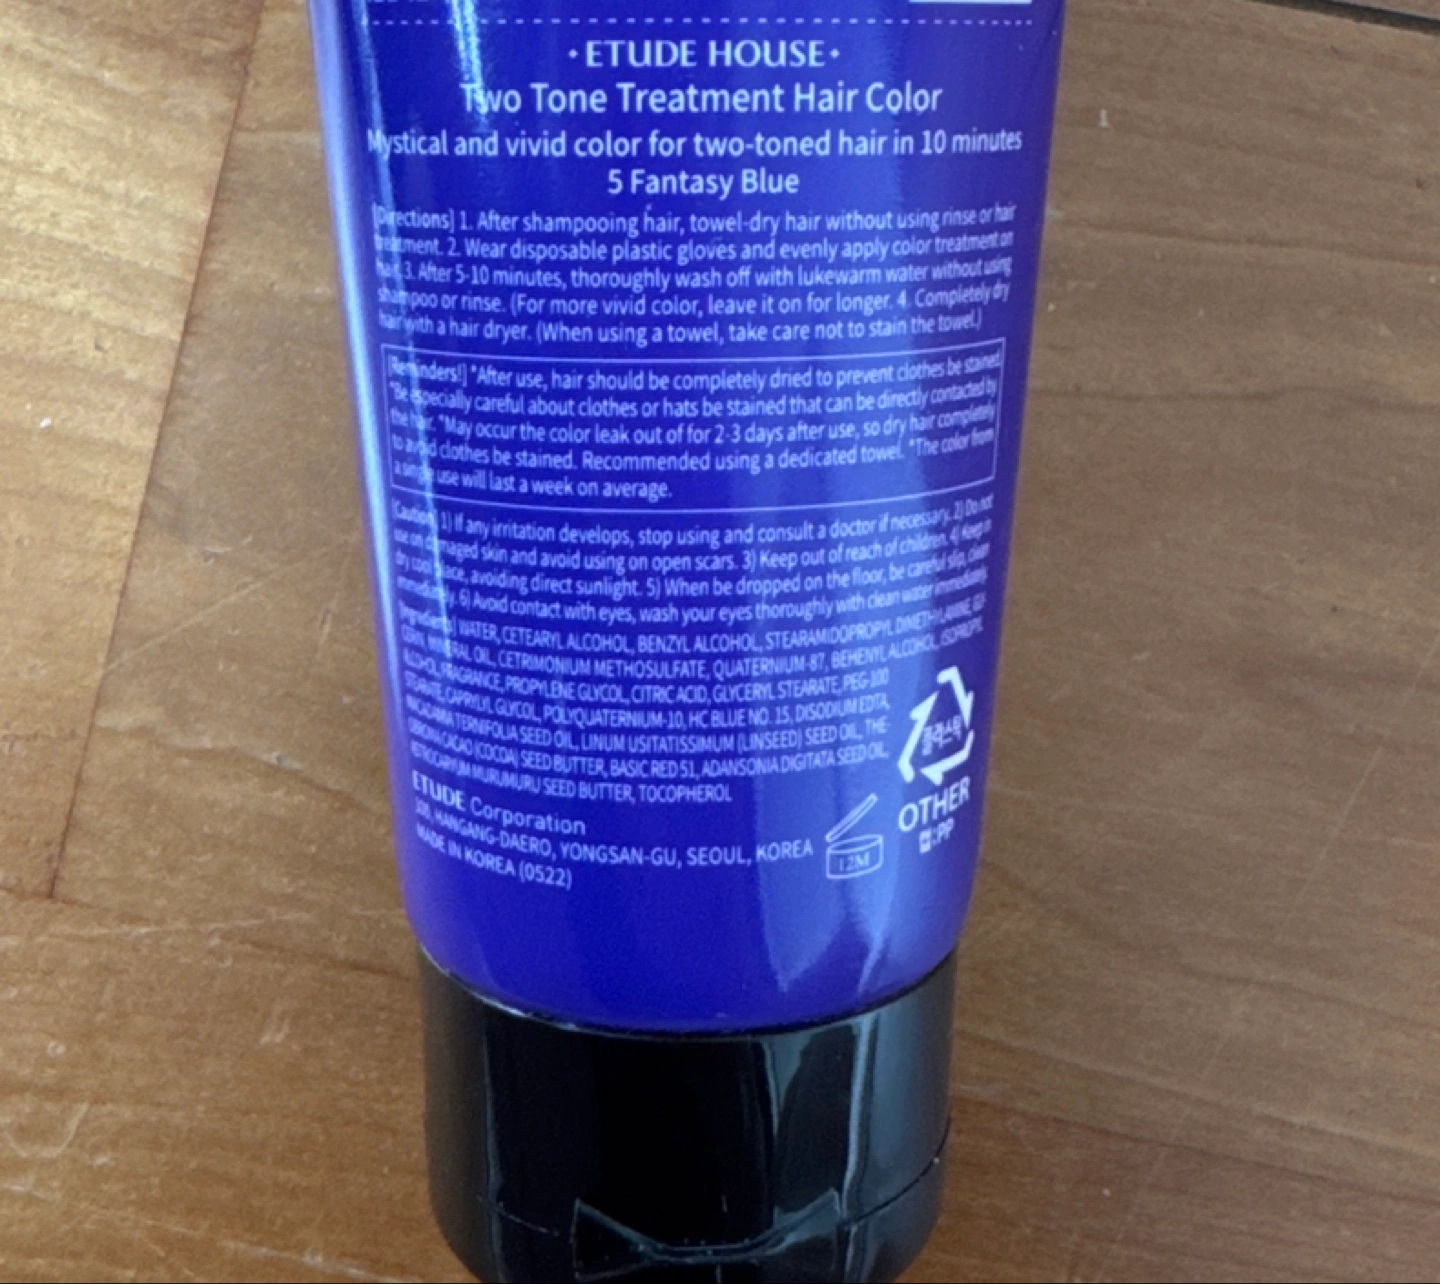 ·ETUDE HOUSE·
Two Tone Treatment Hair Color
Mystical and vivid color for two-toned hair in 10 minutes
5 Fantasy Blue
[Directions] 1. After shampooing hair, towel-dry hair without using rinse or hair
treatment. 2. Wear disposable plastic gloves and evenly apply color treatment on
hair. 3. After 5-10 minutes, thoroughly wash off with lukewarm water without using
shampoo or rinse. (For more vivid color, leave it on for longer. 4. Completely dry
hair with a hair dryer. (When using a towel, take care not to stain the towel.)
[Reminders!] *After use, hair should be completely dried to prevent clothes be stained.
*Be especially careful about clothes or hats be stained that can be directly contacted by
the hair. *May occur the color leak out of for 2-3 days after use, so dry hair completely
to avoid clothes be stained. Recommended using a dedicated towel. *The color from
a single use will last a week on average.
[Caution] 1) If any irritation develops, stop using and consult a doctor if necessary. 2) Do not
use on damaged skin and avoid using on open scars. 3) Keep out of reach of children. 4) Keep in
dry cool place, avoiding direct sunlight. 5) When be dropped on the floor, be careful slip, clean
immediately. 6) Avoid contact with eyes, wash your eyes thoroughly with clean water immediately.
[Ingredients] WATER, CETEARYL ALCOHOL, BENZYL ALCOHOL, STEARAMIDOPROPYL DIMETHYLAMINE,
MINERAL OIL, CETRIMONIUM METHOSULFATE, QUATERNIUM-87, BEHENYL ALCOHOL, ISOPROPYL
ALCOHOL, FRAGRANCE, PROPYLENE GLYCOL, CITRIC ACID, GLYCERYL STEARATE, PEG-100
STEARATE, CAPRYLYL GLYCOL, POLYQUATERNIUM-10, HC BLUE NO. 15, DISODIUM EDTA,
MACADAMIA TERNIFOLIA SEED OIL, LINUM USITATISSIMUM (LINSEED) SEED OIL, THE-
OBROMA CACAO (COCOA) SEED BUTTER, BASIC RED 51, ADANSONIA DIGITATA SEED OIL,
ASTROCARYUM MURUMURU SEED BUTTER, TOCOPHEROL
ETUDE Corporation
HANGANG-DAERO, YONGSAN-GU, SEOUL, KOREA
MADE IN KOREA (0522)
12M
플라스틱
OTHER
:PP